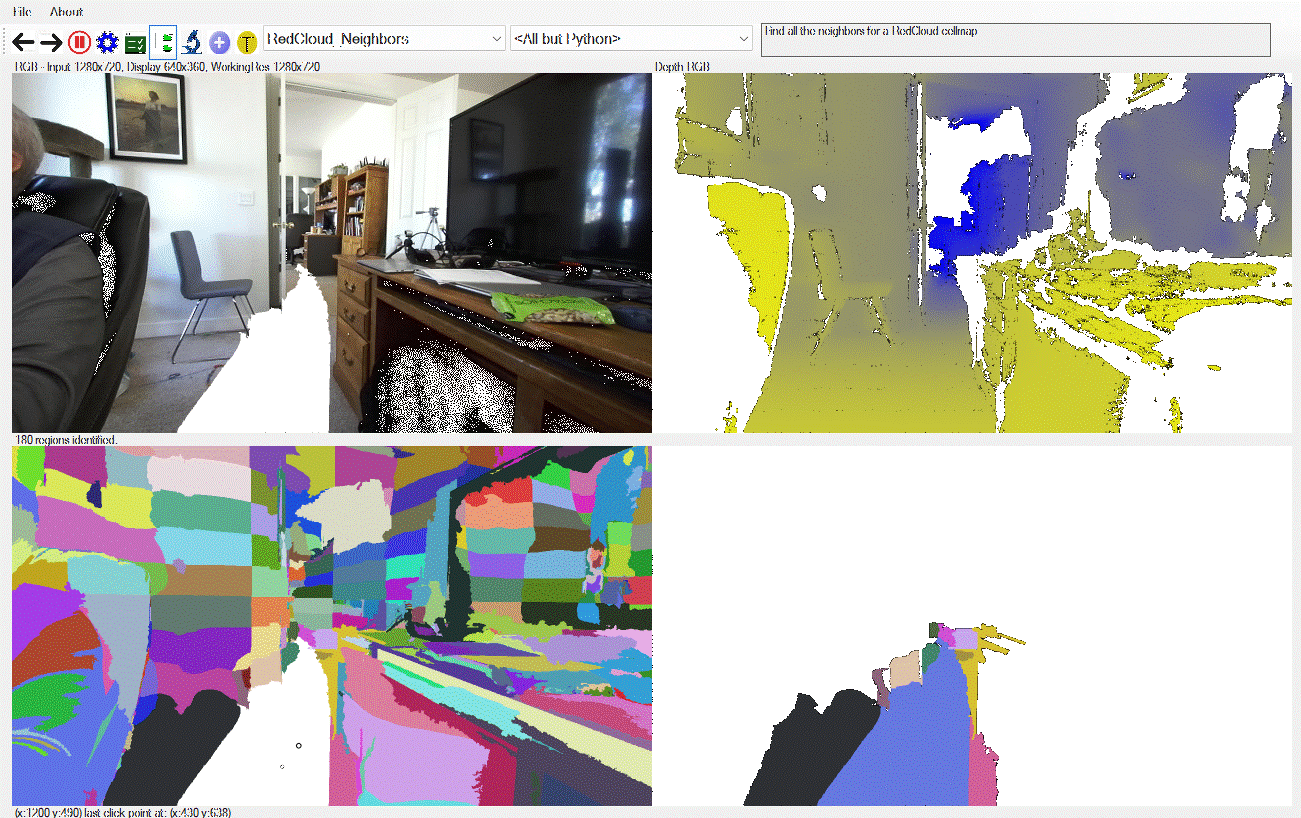 File About
RedCloud_Neighbors <All but Python> Find all the neighbors for a RedCloud cellmap
RGB - Input 1280x720, Display 640x360, WorkingRes 1280x720 Depth RGB
180 regions identified.
(x:1200 y:490) last click point at: (x:430 y:638)